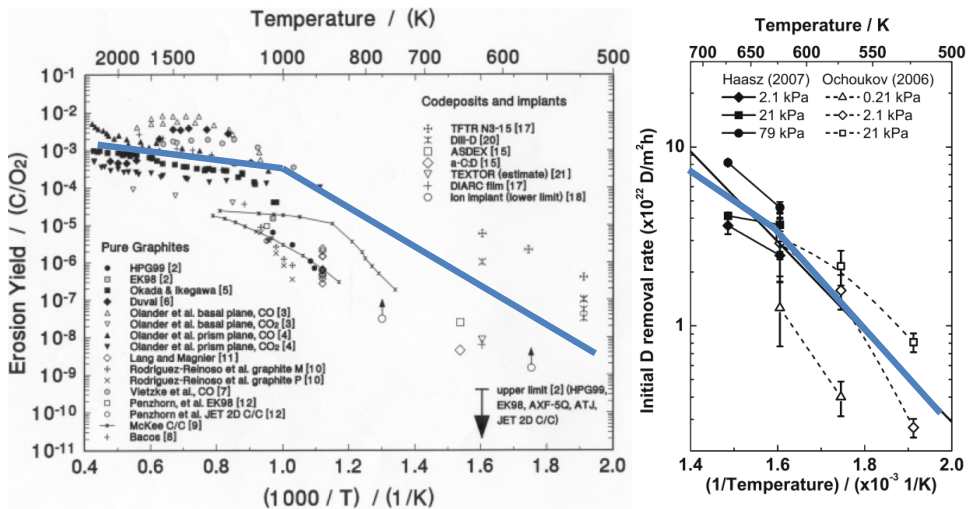 Temperature / (K)
2000 1500 1000 800 700 600 500
10-1
10-2
10-3
10-4
10-5
10-6
10-7
10-8
10-9
10-10
10-11
Erosion Yield / (C/O2)
Codeposits and implants
TFTR N3-15 [17]
DIII-D [20]
ASDEX [15]
a-C:D [15]
TEXTOR (estimate) [21]
DIARC film [17]
Ion implant (lower limit) [18]
Pure Graphites
HPG99 [2]
EK98 [2]
Okada & Ikegawa [5]
Duval [6]
Olander et al. basal plane, CO [3]
Olander et al. basal plane, CO2 [3]
Olander et al. prism plane, CO [4]
Olander et al. prism plane, CO2 [4]
Lang and Magnier [11]
Rodriguez-Reinoso et al. graphite M [10]
Rodriguez-Reinoso et al. graphite P [10]
Vietzke et al., CO [7]
Penzhorn, et al. EK98 [12]
Penzhorn et al. JET 2D C/C [12]
McKee C/C [9]
Bacos [8]
upper limit [2] (HPG99,
EK98, AXF-5Q, ATJ,
JET 2D C/C)
0.4 0.6 0.8 1.0 1.2 1.4 1.6 1.8 2.0
(1000 / T) / (1/K)
Temperature / K
700 650 600 550 500
Haasz (2007) Ochoukov (2006)
2.1 kPa 0.21 kPa
21 kPa 2.1 kPa
79 kPa 21 kPa
10
1
Initial D removal rate (x10²² D/m²h)
1.4 1.6 1.8 2.0
(1/Temperature) / (x10⁻³ 1/K)